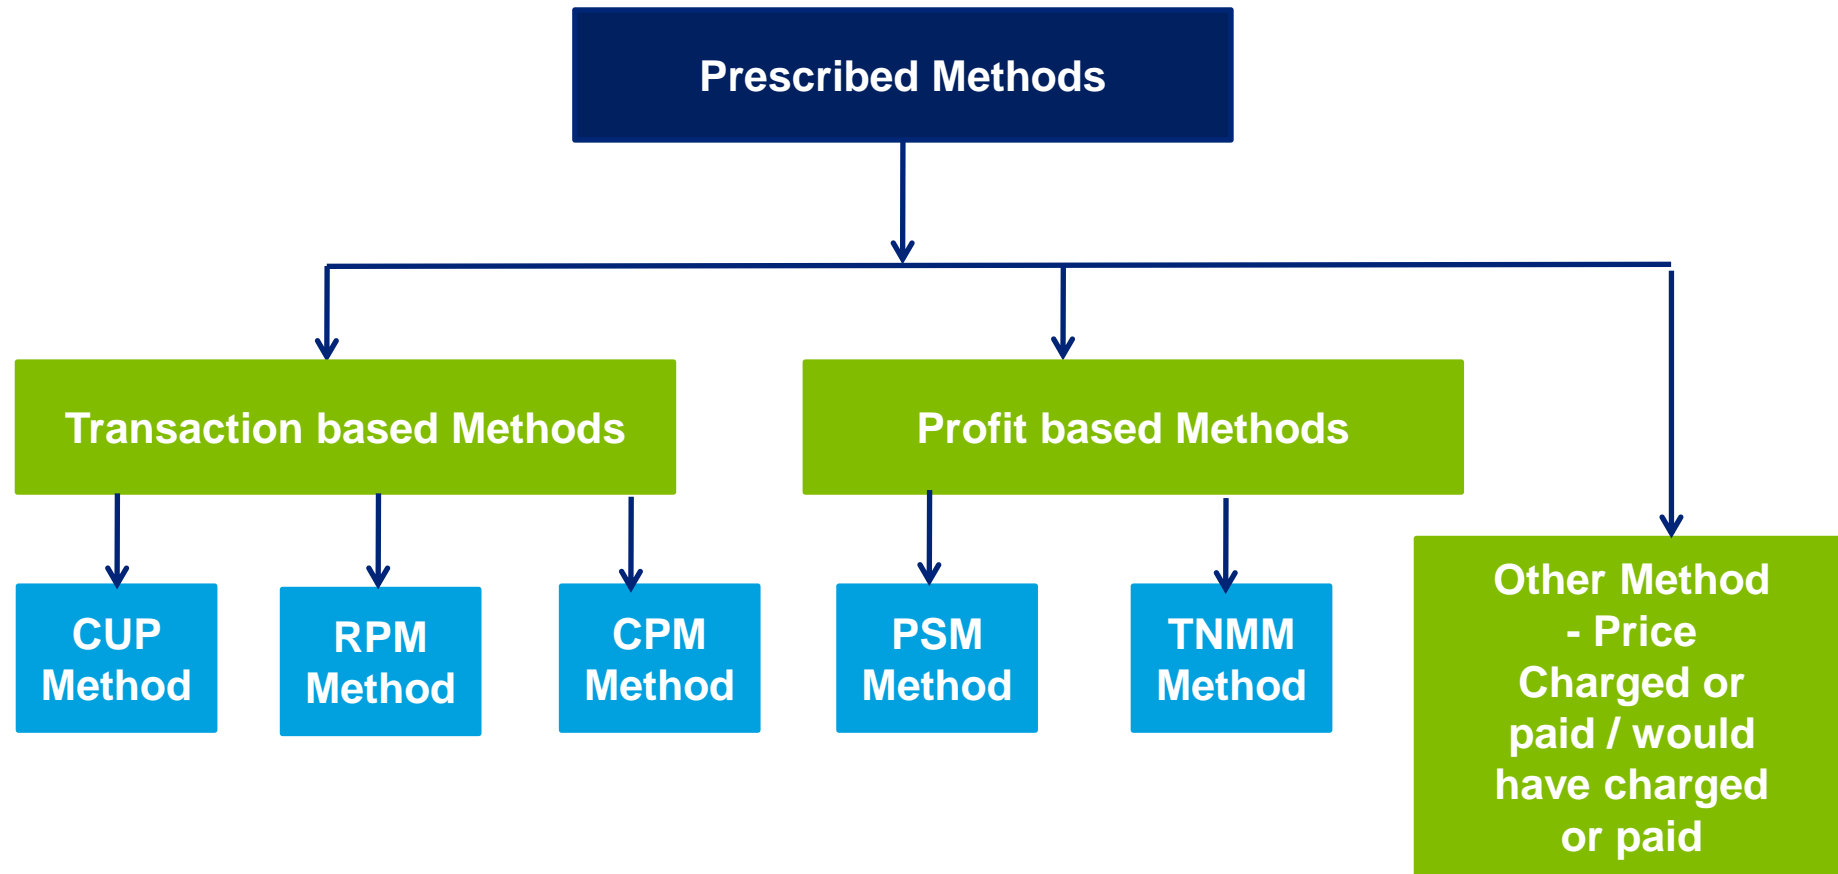 Prescribed Methods
Transaction based Methods
Profit based Methods
CUP
Method
RPM
Method
CPM
Method
PSM
Method
TNMM
Method
Other Method
- Price
Charged or
paid / would
have charged
or paid